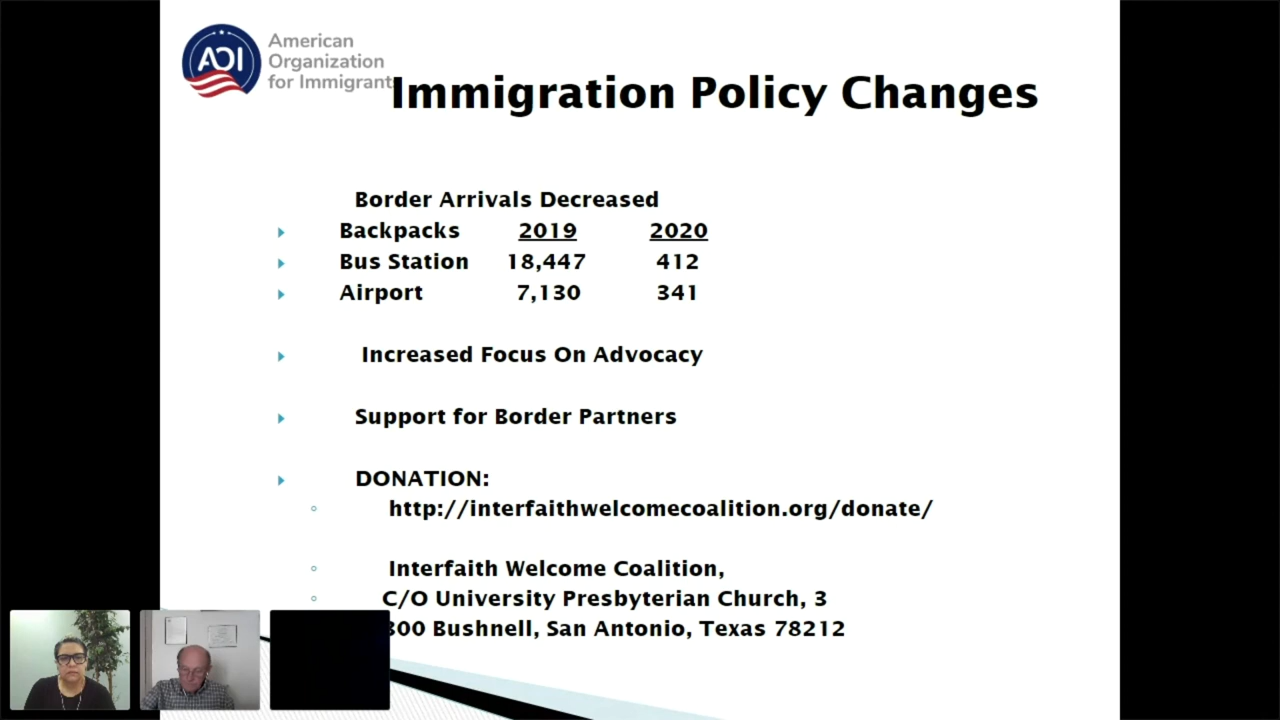 AOI
American
Organization
for Immigrants
Immigration Policy Changes
Border Arrivals Decreased
Backpacks 2019 2020
Bus Station 18,447 412
Airport 7,130 341
Increased Focus On Advocacy
Support for Border Partners
DONATION:
http://interfaithwelcomecoalition.org/donate/
Interfaith Welcome Coalition,
C/O University Presbyterian Church, 3
300 Bushnell, San Antonio, Texas 78212